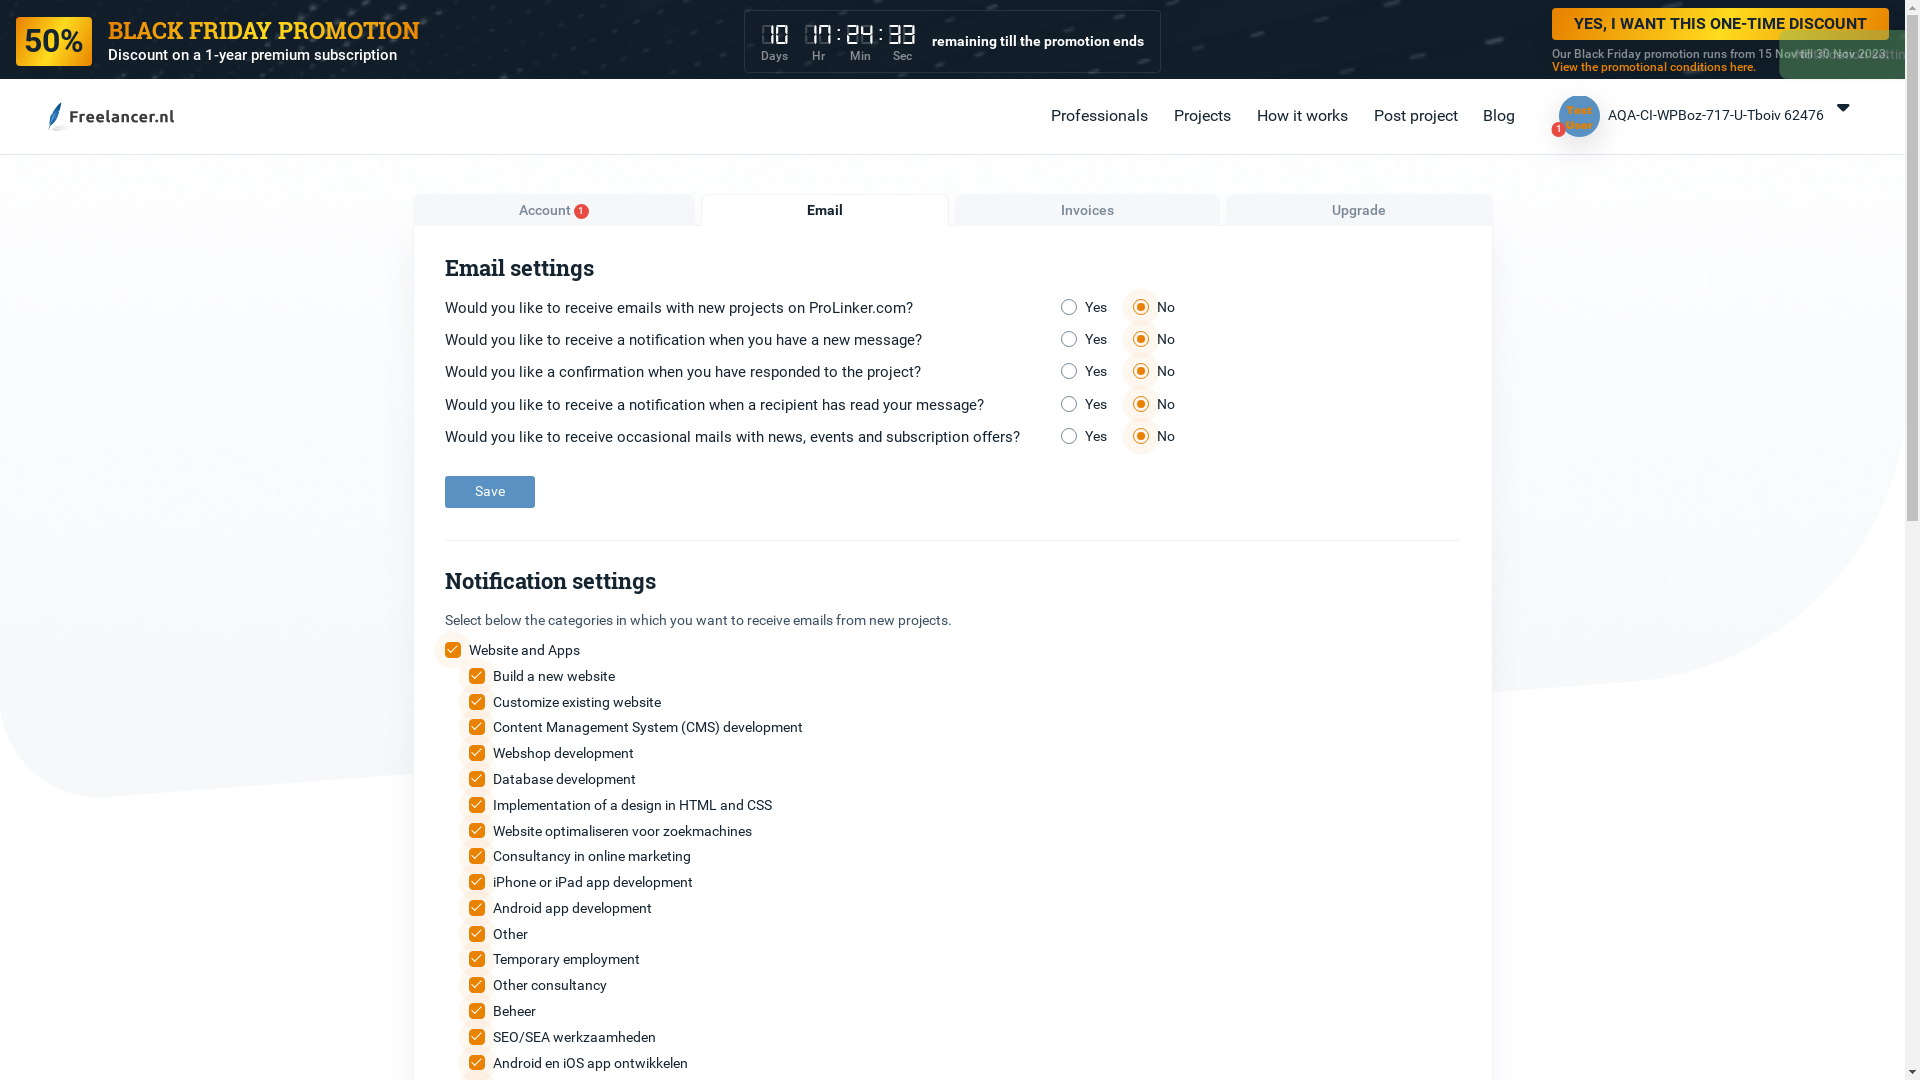 50%
BLACK FRIDAY PROMOTION
Discount on a 1-year premium subscription
10 17 : 24 : 33
Days Hr Min Sec
remaining till the promotion ends
YES, I WANT THIS ONE-TIME DISCOUNT
Our Black Friday promotion runs from 15 Nov till 30 Nov 2023.
View the promotional conditions here.
Freelancer.nl
Professionals
Projects
How it works
Post project
Blog
Test
User
1
AQA-CI-WPBoz-717-U-Tboiv 62476
Account 1
Email
Invoices
Upgrade
Email settings
Would you like to receive emails with new projects on ProLinker.com? Yes No
Would you like to receive a notification when you have a new message? Yes No
Would you like a confirmation when you have responded to the project? Yes No
Would you like to receive a notification when a recipient has read your message? Yes No
Would you like to receive occasional mails with news, events and subscription offers? Yes No
Save
Notification settings
Select below the categories in which you want to receive emails from new projects.
Website and Apps
Build a new website
Customize existing website
Content Management System (CMS) development
Webshop development
Database development
Implementation of a design in HTML and CSS
Website optimaliseren voor zoekmachines
Consultancy in online marketing
iPhone or iPad app development
Android app development
Other
Temporary employment
Other consultancy
Beheer
SEO/SEA werkzaamheden
Android en iOS app ontwikkelen